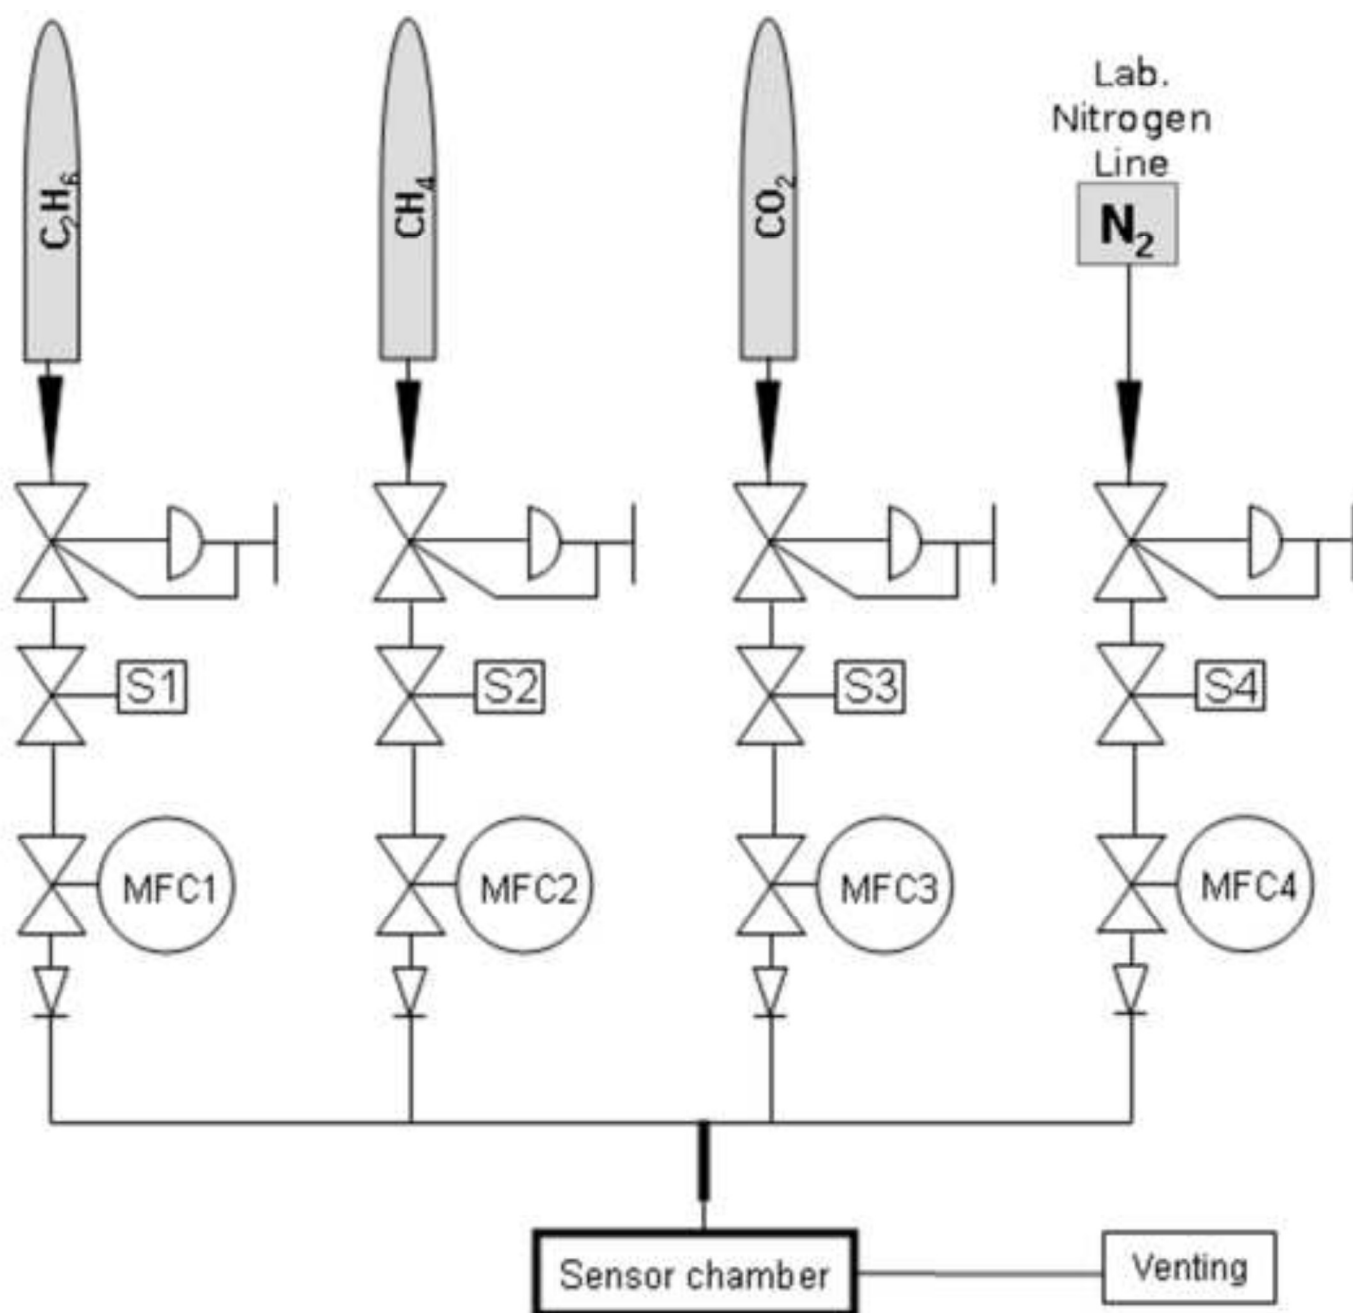 C₂H₆
CH₄
CO₂
Lab.
Nitrogen
Line
N₂
S1
S2
S3
S4
MFC1
MFC2
MFC3
MFC4
Sensor chamber
Venting